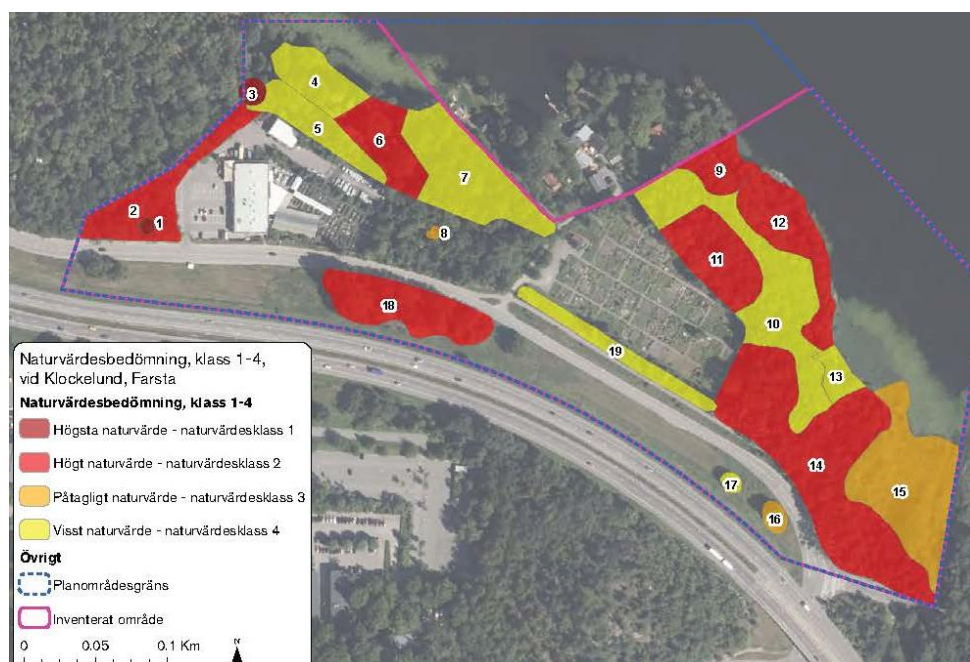 3
4
5
6
7
9
2
1
8
12
11
18
10
19
13
14
15
17
16
Naturvärdesbedömning, klass 1-4,
vid Klockelund, Farsta
Naturvärdesbedömning, klass 1-4
Högsta naturvärde - naturvärdesklass 1
Högt naturvärde - naturvärdesklass 2
Påtagligt naturvärde - naturvärdesklass 3
Visst naturvärde - naturvärdesklass 4
Övrigt
Planområdesgräns
Inventerat område
0 0.05 0.1 Km
N